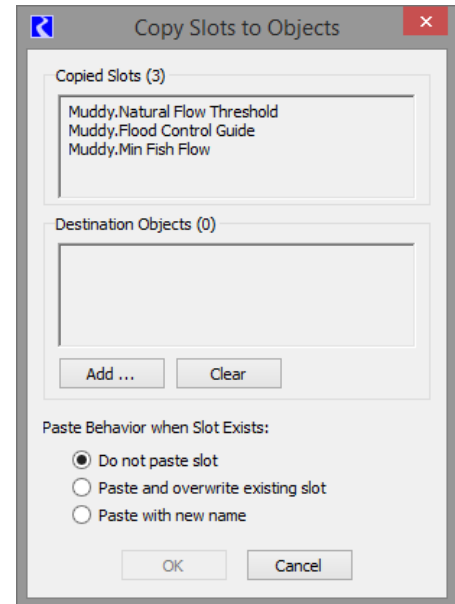 Copy Slots to Objects
Copied Slots (3)
Muddy.Natural Flow Threshold
Muddy.Flood Control Guide
Muddy.Min Fish Flow
Destination Objects (0)
Add ...
Clear
Paste Behavior when Slot Exists:
Do not paste slot
Paste and overwrite existing slot
Paste with new name
OK
Cancel